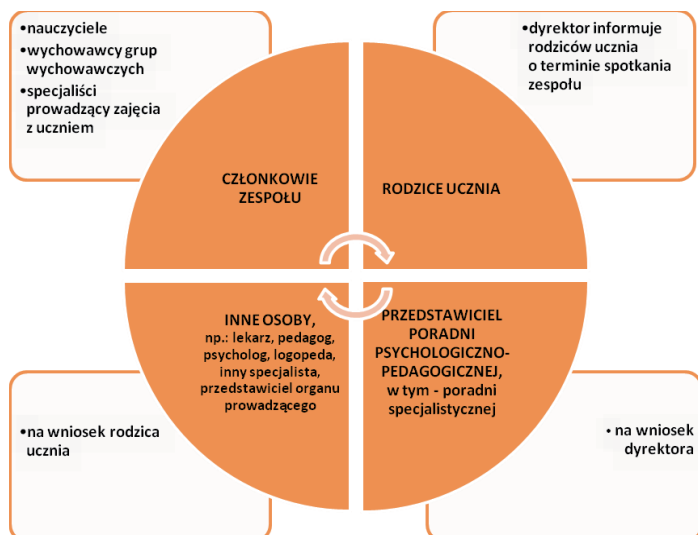 •nauczyciele
•wychowawcy grup
wychowawczych
•specjaliści
prowadzący zajęcia
z uczniem
•dyrektor informuje
rodziców ucznia
o terminie spotkania
zespołu
CZŁONKOWIE
ZESPOŁU
RODZICE UCZNIA
INNE OSOBY,
np.: lekarz, pedagog,
psycholog, logopeda,
inny specjalista,
przedstawiciel organu
prowadzącego
PRZEDSTAWICIEL
PORADNI
PSYCHOLOGICZNO-
PEDAGOGICZNEJ,
w tym - poradni
specjalistycznej
•na wniosek rodzica
ucznia
• na wniosek
dyrektora